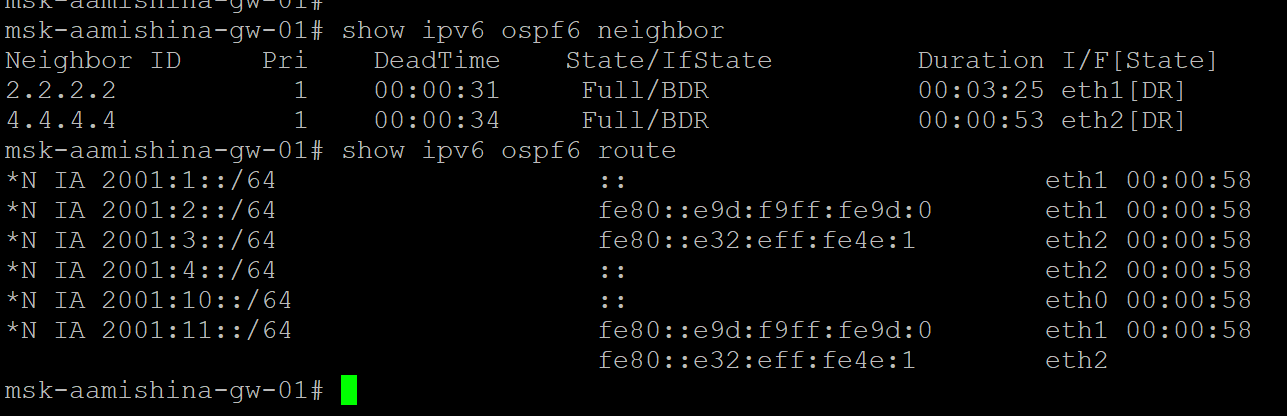 msk-aamishina-gw-01#
msk-aamishina-gw-01# show ipv6 ospf6 neighbor
Neighbor ID     Pri    DeadTime    State/IfState         Duration I/F[State]
2.2.2.2           1    00:00:31     Full/BDR             00:03:25 eth1[DR]
4.4.4.4           1    00:00:34     Full/BDR             00:00:53 eth2[DR]
msk-aamishina-gw-01# show ipv6 ospf6 route
*N IA 2001:1::/64                    ::                          eth1 00:00:58
*N IA 2001:2::/64                    fe80::e9d:f9ff:fe9d:0       eth1 00:00:58
*N IA 2001:3::/64                    fe80::e32:eff:fe4e:1        eth2 00:00:58
*N IA 2001:4::/64                    ::                          eth2 00:00:58
*N IA 2001:10::/64                   ::                          eth0 00:00:58
*N IA 2001:11::/64                   fe80::e9d:f9ff:fe9d:0       eth1 00:00:58
                                     fe80::e32:eff:fe4e:1        eth2
msk-aamishina-gw-01#